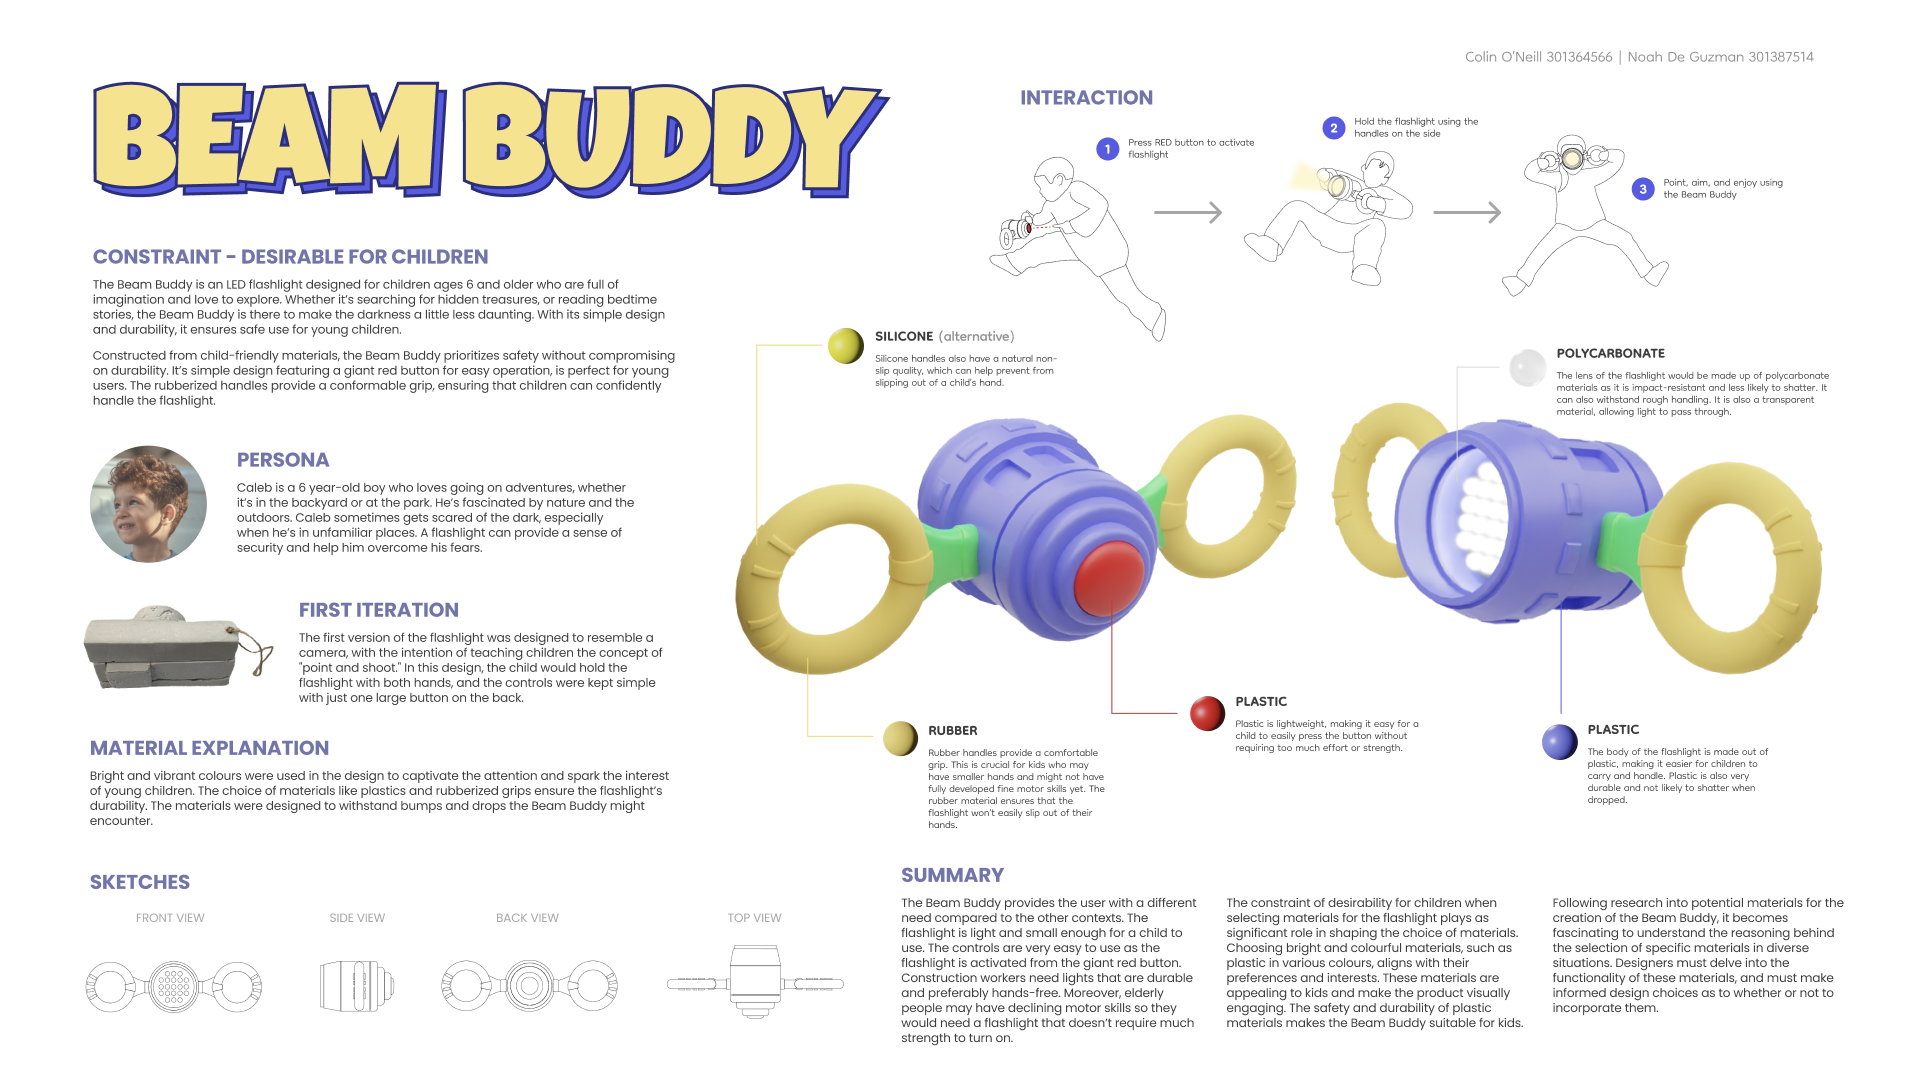 Colin O'Neill 301364566 | Noah De Guzman 301387514
BEAM BUDDY
CONSTRAINT - DESIRABLE FOR CHILDREN
The Beam Buddy is an LED flashlight designed for children ages 6 and older who are full of
imagination and love to explore. Whether it's searching for hidden treasures, or reading bedtime
stories, the Beam Buddy is there to make the darkness a little less daunting. With its simple design
and durability, it ensures safe use for young children.
Constructed from child-friendly materials, the Beam Buddy prioritizes safety without compromising
on durability. It's simple design featuring a giant red button for easy operation, is perfect for young
users. The rubberized handles provide a conformable grip, ensuring that children can confidently
handle the flashlight.
PERSONA
Caleb is a 6 year-old boy who loves going on adventures, whether
it's in the backyard or at the park. He's fascinated by nature and the
outdoors. Caleb sometimes gets scared of the dark, especially
when he's in unfamiliar places. A flashlight can provide a sense of
security and help him overcome his fears.
FIRST ITERATION
The first version of the flashlight was designed to resemble a
camera, with the intention of teaching children the concept of
"point and shoot." In this design, the child would hold the
flashlight with both hands, and the controls were kept simple
with just one large button on the back.
MATERIAL EXPLANATION
Bright and vibrant colours were used in the design to captivate the attention and spark the interest
of young children. The choice of materials like plastics and rubberized grips ensure the flashlight's
durability. The materials were designed to withstand bumps and drops the Beam Buddy might
encounter.
SKETCHES
FRONT VIEW
SIDE VIEW
BACK VIEW
TOP VIEW
INTERACTION
1
Press RED button to activate
flashlight
2
Hold the flashlight using the
handles on the side
3
Point, aim, and enjoy using
the Beam Buddy
SILICONE (alternative)
Silicone handles also have a natural non-
slip quality, which can help prevent from
slipping out of a child's hand.
POLYCARBONATE
The lens of the flashlight would be made up of polycarbonate
materials as it is impact-resistant and less likely to shatter. It
can also withstand rough handling. It is also a transparent
material, allowing light to pass through.
RUBBER
Rubber handles provide a comfortable
grip. This is crucial for kids who may
have smaller hands and might not have
fully developed fine motor skills yet. The
rubber material ensures that the
flashlight won't easily slip out of their
hands.
PLASTIC
Plastic is lightweight, making it easy for a
child to easily press the button without
requiring too much effort or strength.
PLASTIC
The body of the flashlight is made out of
plastic, making it easier for children to
carry and handle. Plastic is also very
durable and not likely to shatter when
dropped.
SUMMARY
The Beam Buddy provides the user with a different
need compared to the other contexts. The
flashlight is light and small enough for a child to
use. The controls are very easy to use as the
flashlight is activated from the giant red button.
Construction workers need lights that are durable
and preferably hands-free. Moreover, elderly
people may have declining motor skills so they
would need a flashlight that doesn't require much
strength to turn on.
The constraint of desirability for children when
selecting materials for the flashlight plays as
significant role in shaping the choice of materials.
Choosing bright and colourful materials, such as
plastic in various colours, aligns with their
preferences and interests. These materials are
appealing to kids and make the product visually
engaging. The safety and durability of plastic
materials makes the Beam Buddy suitable for kids.
Following research into potential materials for the
creation of the Beam Buddy, it becomes
fascinating to understand the reasoning behind
the selection of specific materials in diverse
situations. Designers must delve into the
functionality of these materials, and must make
informed design choices as to whether or not to
incorporate them.